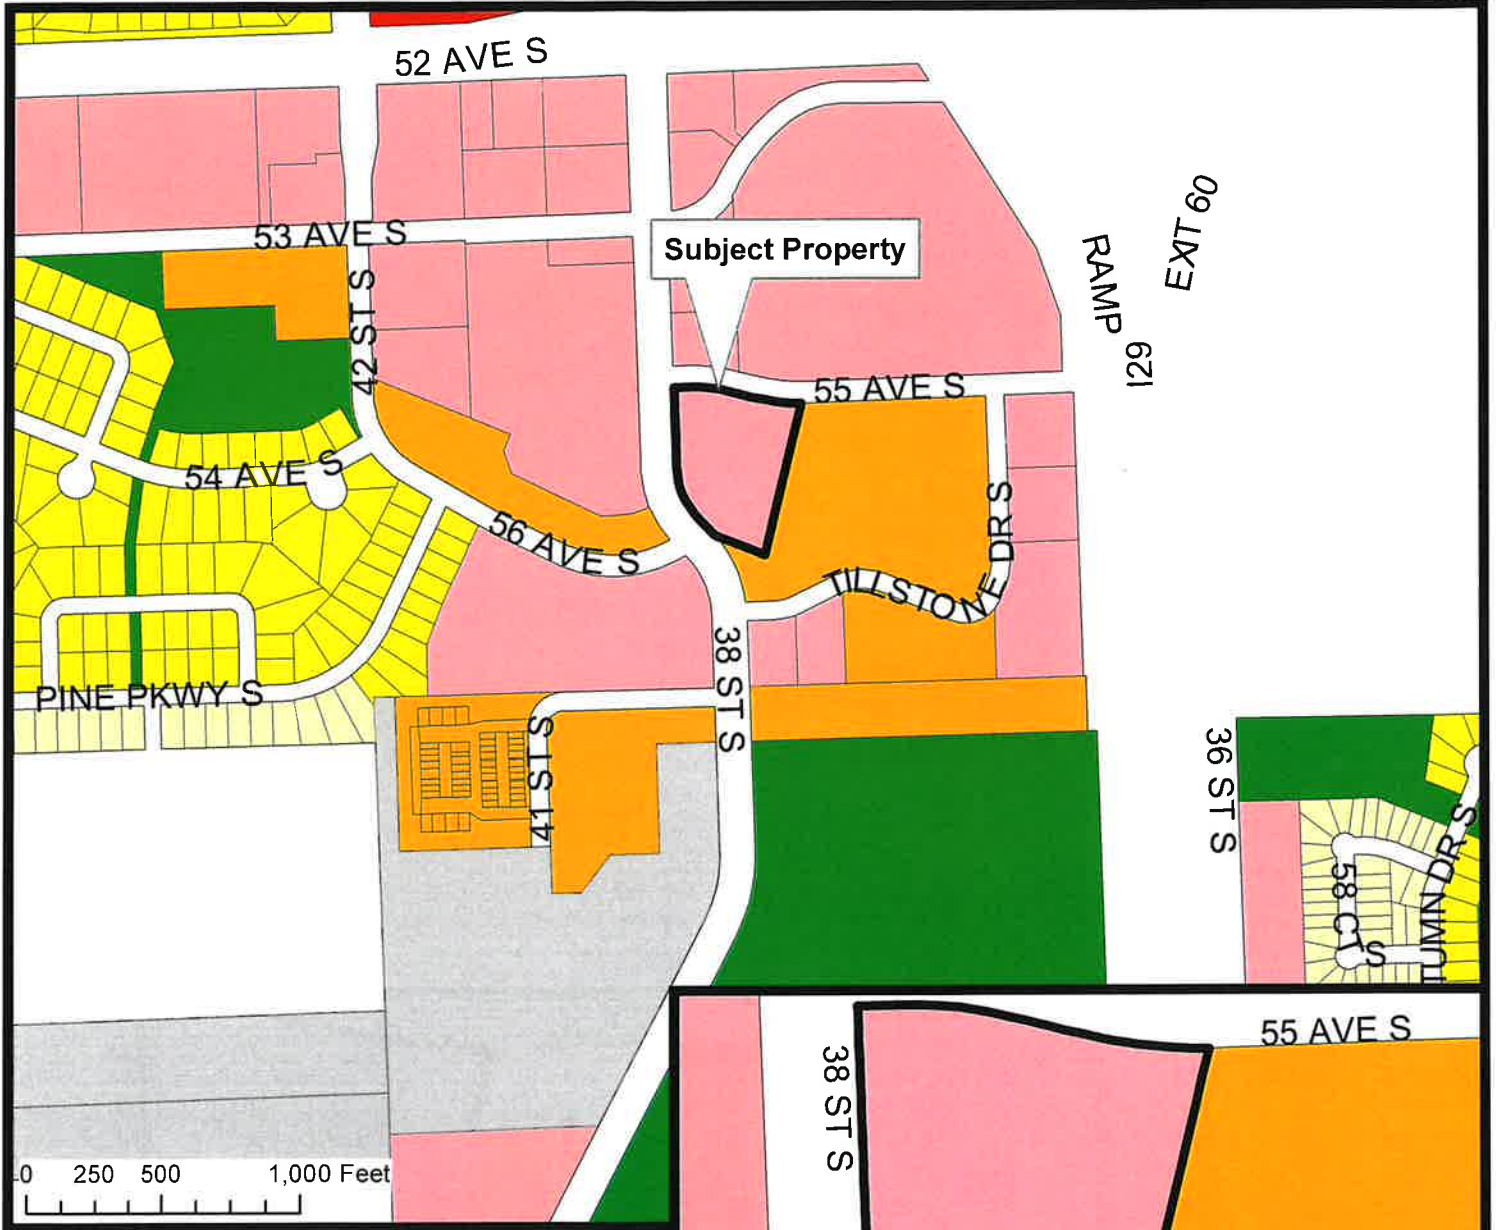 52 AVE S
53 AVE S
Subject Property
EXIT 60
RAMP
I29
42 ST S
55 AVE S
54 AVE S
56 AVE S
TILLSTONE DR S
38 ST S
PINE PKWY S
41 ST S
36 ST S
58 CT S
TUMN DR S
0 250 500 1,000 Feet
55 AVE S
38 ST S